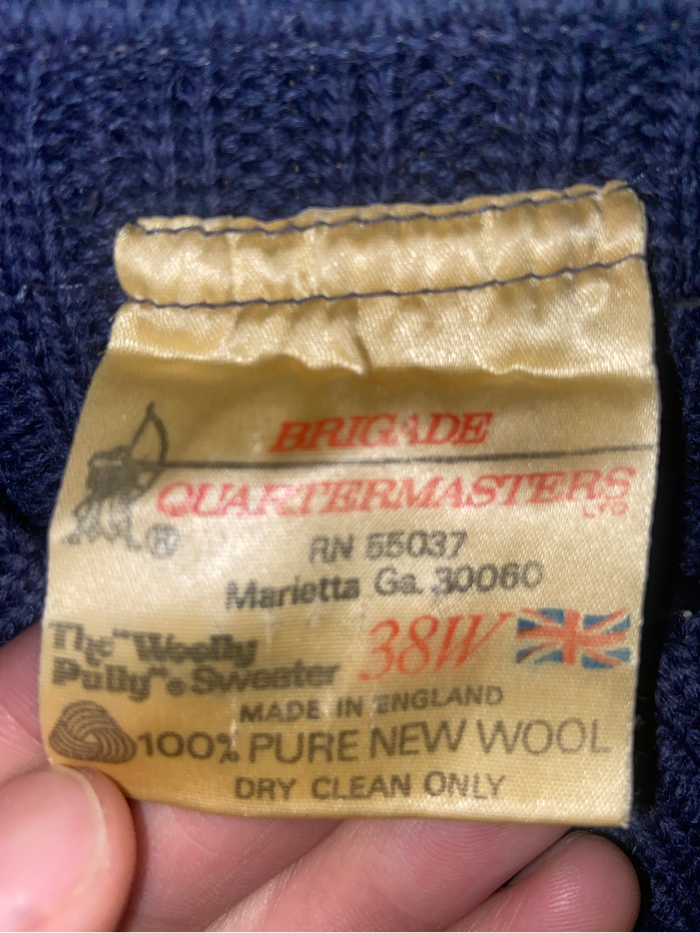 BRIGADE
QUARTERMASTERS
LTD
®
RN 55037
Marietta Ga. 30060
The "Woolly
Pully"® Sweater
38W
MADE IN ENGLAND
100% PURE NEW WOOL
DRY CLEAN ONLY